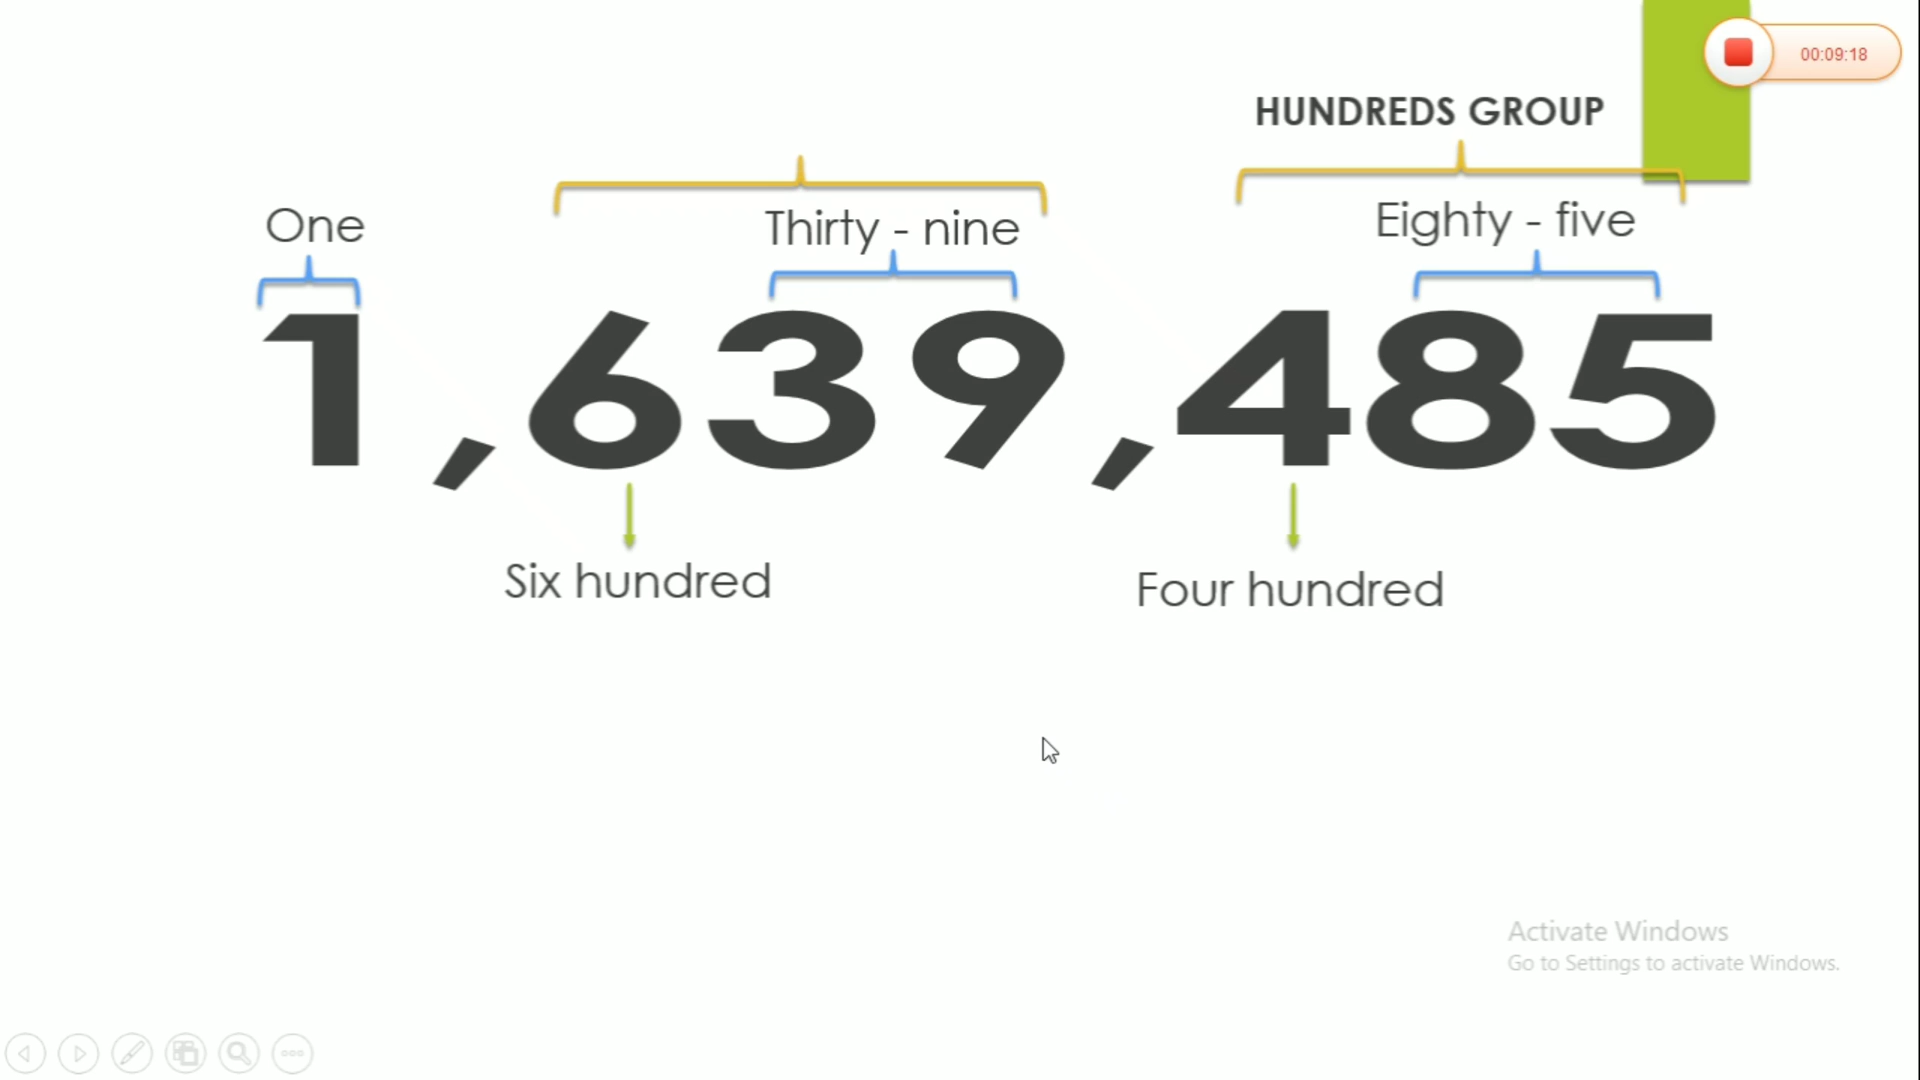 00:09:18
HUNDREDS GROUP
One
Thirty - nine
Eighty - five
1,639,485
Six hundred
Four hundred
Activate Windows
Go to Settings to activate Windows.